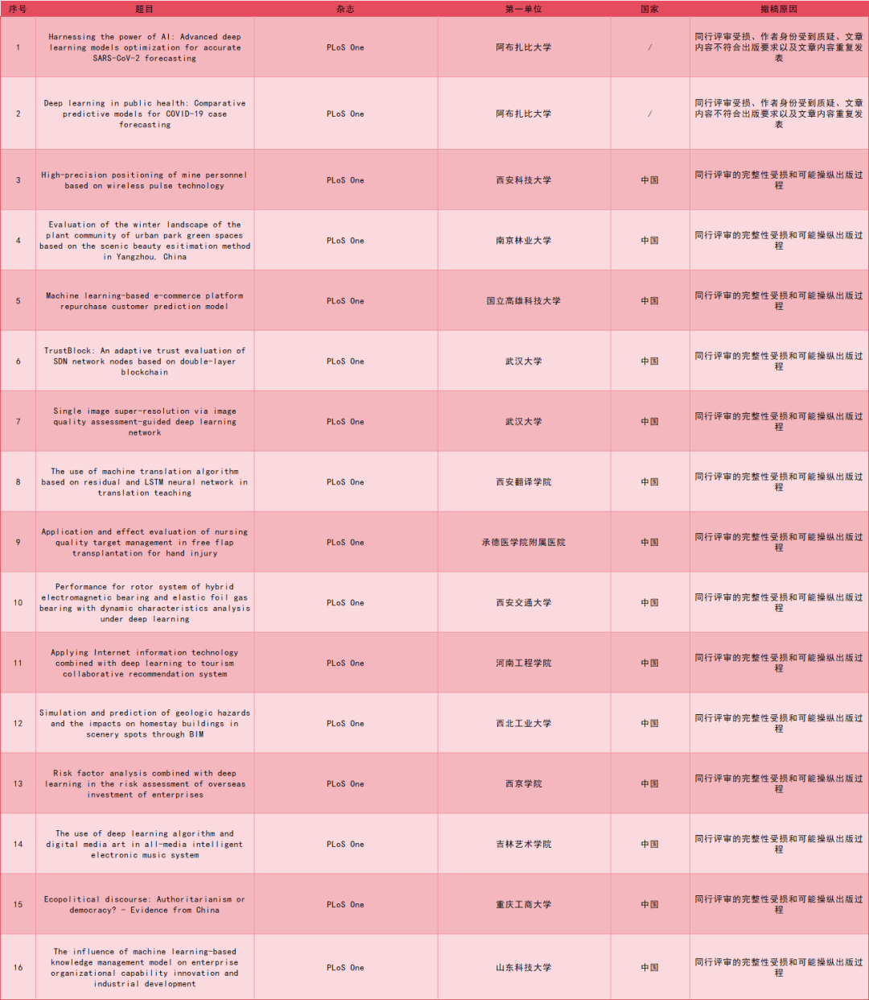 序号 题目 杂志 第一单位 国家 撤稿原因
1 Harnessing the power of AI: Advanced deep learning models optimization for accurate SARS-CoV-2 forecasting PLoS One 阿布扎比大学 / 同行评审受损、作者身份受到质疑、文章内容不符合出版要求以及文章内容重复发表
2 Deep learning in public health: Comparative predictive models for COVID-19 case forecasting PLoS One 阿布扎比大学 / 同行评审受损、作者身份受到质疑、文章内容不符合出版要求以及文章内容重复发表
3 High-precision positioning of mine personnel based on wireless pulse technology PLoS One 西安科技大学 中国 同行评审的完整性受损和可能操纵出版过程
4 Evaluation of the winter landscape of the plant community of urban park green spaces based on the scenic beauty esitimation method in Yangzhou, China PLoS One 南京林业大学 中国 同行评审的完整性受损和可能操纵出版过程
5 Machine learning-based e-commerce platform repurchase customer prediction model PLoS One 国立高雄科技大学 中国 同行评审的完整性受损和可能操纵出版过程
6 TrustBlock: An adaptive trust evaluation of SDN network nodes based on double-layer blockchain PLoS One 武汉大学 中国 同行评审的完整性受损和可能操纵出版过程
7 Single image super-resolution via image quality assessment-guided deep learning network PLoS One 武汉大学 中国 同行评审的完整性受损和可能操纵出版过程
8 The use of machine translation algorithm based on residual and LSTM neural network in translation teaching PLoS One 西安翻译学院 中国 同行评审的完整性受损和可能操纵出版过程
9 Application and effect evaluation of nursing quality target management in free flap transplantation for hand injury PLoS One 承德医学院附属医院 中国 同行评审的完整性受损和可能操纵出版过程
10 Performance for rotor system of hybrid electromagnetic bearing and elastic foil gas bearing with dynamic characteristics analysis under deep learning PLoS One 西安交通大学 中国 同行评审的完整性受损和可能操纵出版过程
11 Applying Internet information technology combined with deep learning to tourism collaborative recommendation system PLoS One 河南工程学院 中国 同行评审的完整性受损和可能操纵出版过程
12 Simulation and prediction of geologic hazards and the impacts on homestay buildings in scenery spots through BIM PLoS One 西北工业大学 中国 同行评审的完整性受损和可能操纵出版过程
13 Risk factor analysis combined with deep learning in the risk assessment of overseas investment of enterprises PLoS One 西京学院 中国 同行评审的完整性受损和可能操纵出版过程
14 The use of deep learning algorithm and digital media art in all-media intelligent electronic music system PLoS One 吉林艺术学院 中国 同行评审的完整性受损和可能操纵出版过程
15 Ecopolitical discourse: Authoritarianism or democracy? - Evidence from China PLoS One 重庆工商大学 中国 同行评审的完整性受损和可能操纵出版过程
16 The influence of machine learning-based knowledge management model on enterprise organizational capability innovation and industrial development PLoS One 山东科技大学 中国 同行评审的完整性受损和可能操纵出版过程